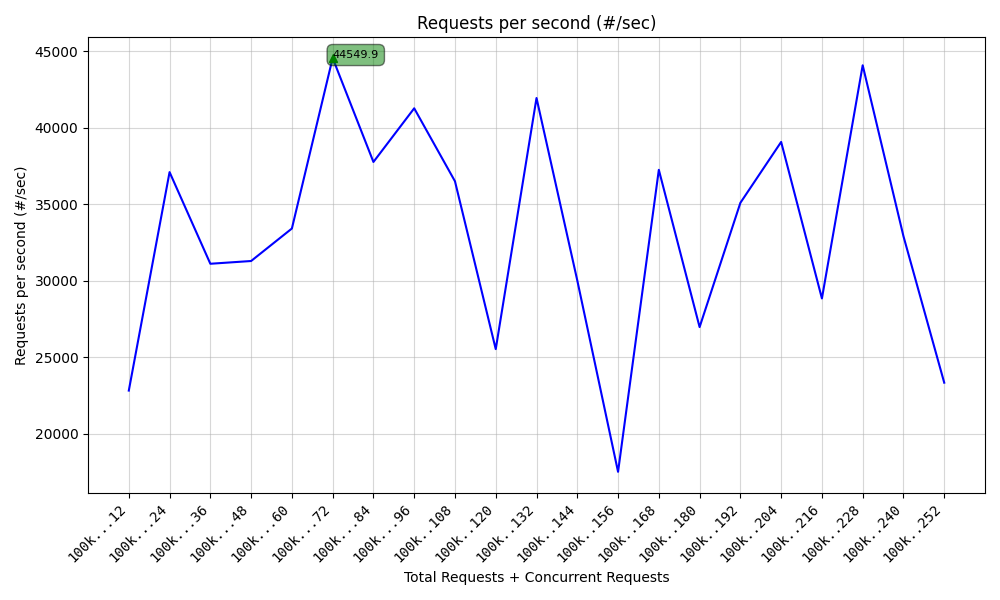 Requests per second (#/sec)
44549.9
45000
40000
35000
30000
25000
20000
Requests per second (#/sec)
100k...12
100k...24
100k...36
100k...48
100k...60
100k...72
100k...84
100k...96
100k..108
100k..120
100k..132
100k..144
100k..156
100k..168
100k..180
100k..192
100k..204
100k..216
100k..228
100k..240
100k..252
Total Requests + Concurrent Requests